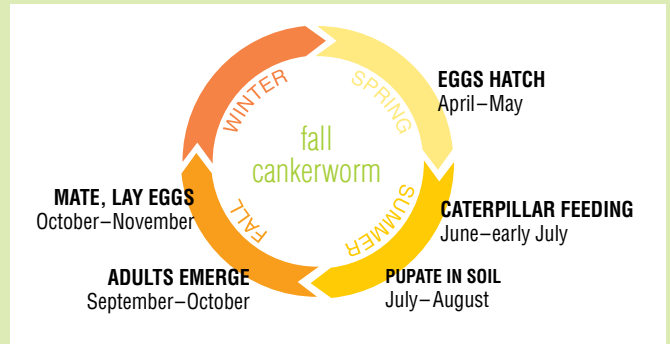 WINTER
SPRING
EGGS HATCH
April–May
fall
cankerworm
MATE, LAY EGGS
October–November
FALL
SUMMER
CATERPILLAR FEEDING
June–early July
ADULTS EMERGE
September–October
PUPATE IN SOIL
July–August